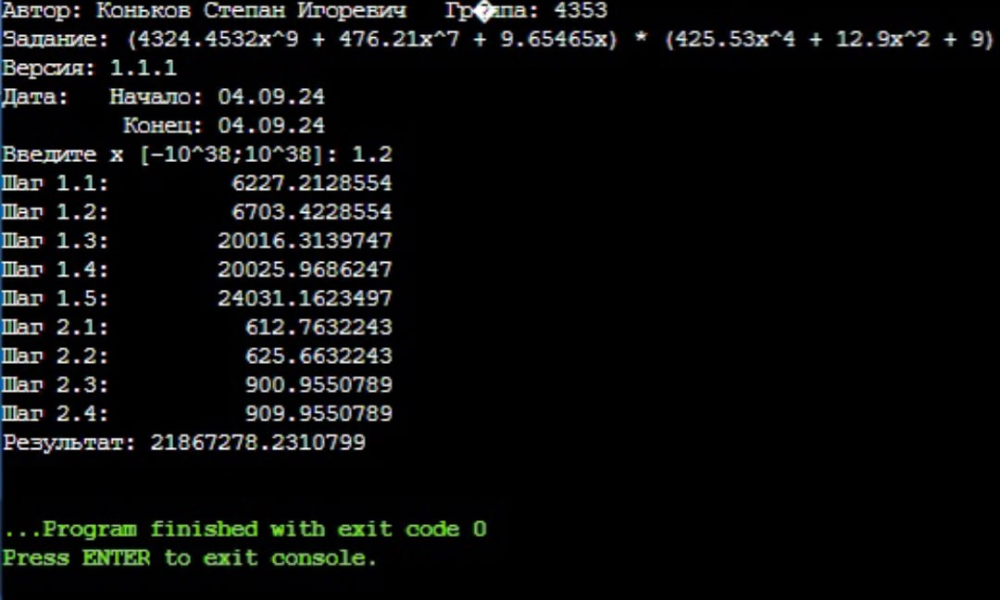 Автор: Коньков Степан Игоревич Гр�ппа: 4353
Задание: (4324.4532x^9 + 476.21x^7 + 9.65465x) * (425.53x^4 + 12.9x^2 + 9)
Версия: 1.1.1
Дата: Начало: 04.09.24
Конец: 04.09.24
Введите x [-10^38;10^38]: 1.2
Шаг 1.1: 6227.2128554
Шаг 1.2: 6703.4228554
Шаг 1.3: 20016.3139747
Шаг 1.4: 20025.9686247
Шаг 1.5: 24031.1623497
Шаг 2.1: 612.7632243
Шаг 2.2: 625.6632243
Шаг 2.3: 900.9550789
Шаг 2.4: 909.9550789
Результат: 21867278.2310799
...Program finished with exit code 0
Press ENTER to exit console.